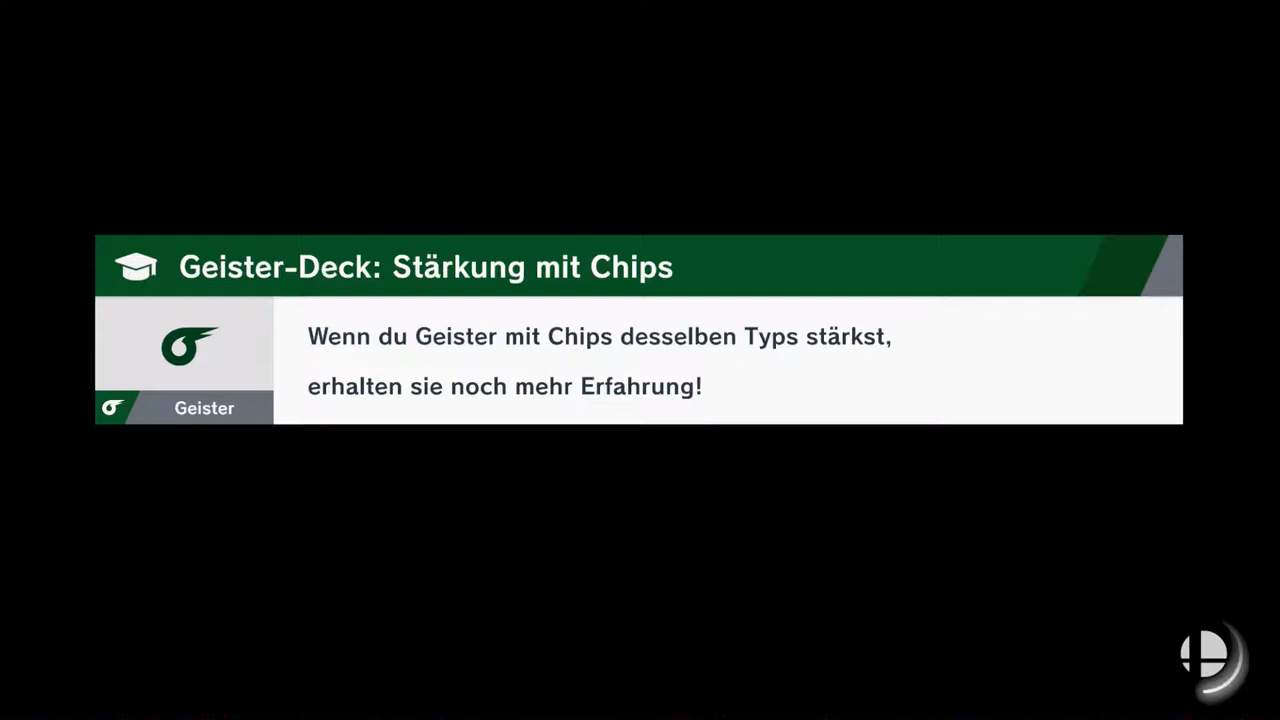 Geister-Deck: Stärkung mit Chips
Wenn du Geister mit Chips desselben Typs stärkst,
erhalten sie noch mehr Erfahrung!
Geister